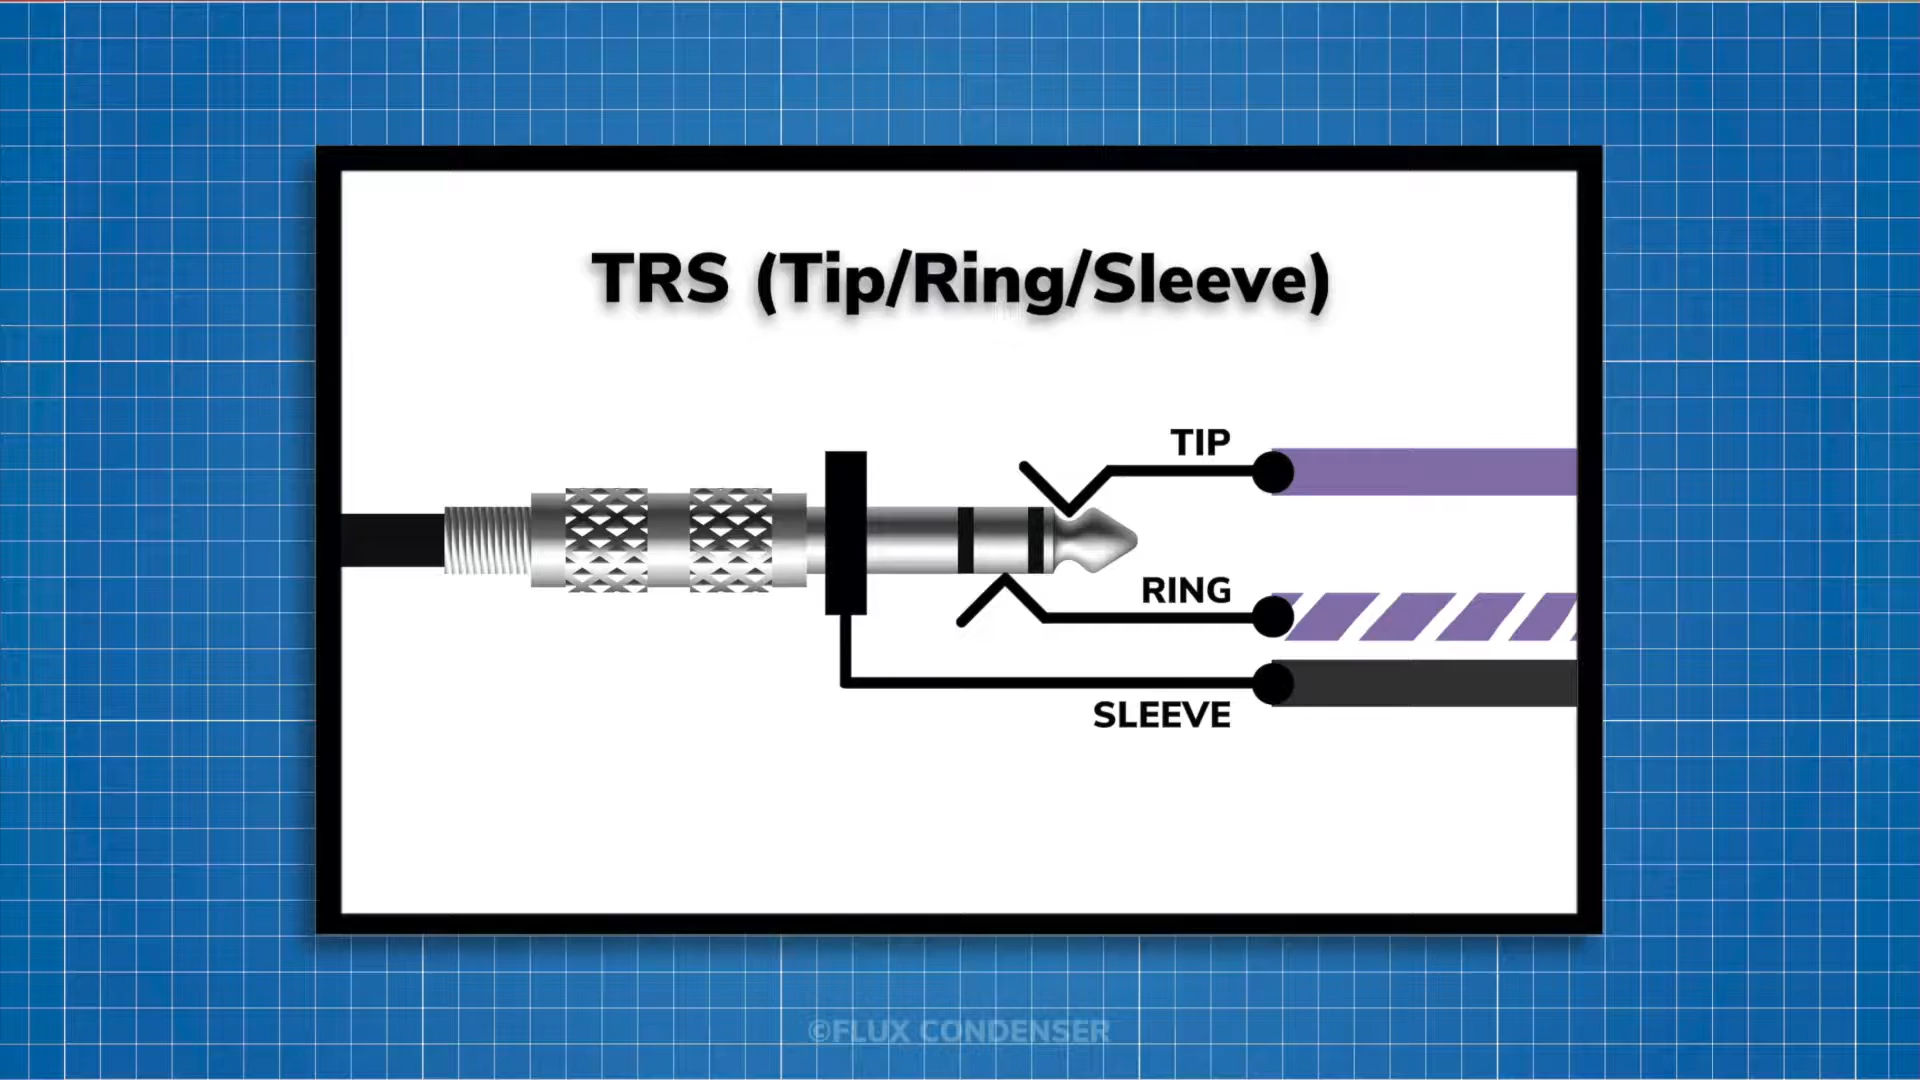 TRS (Tip/Ring/Sleeve)
TIP
RING
SLEEVE
©FLUX CONDENSER